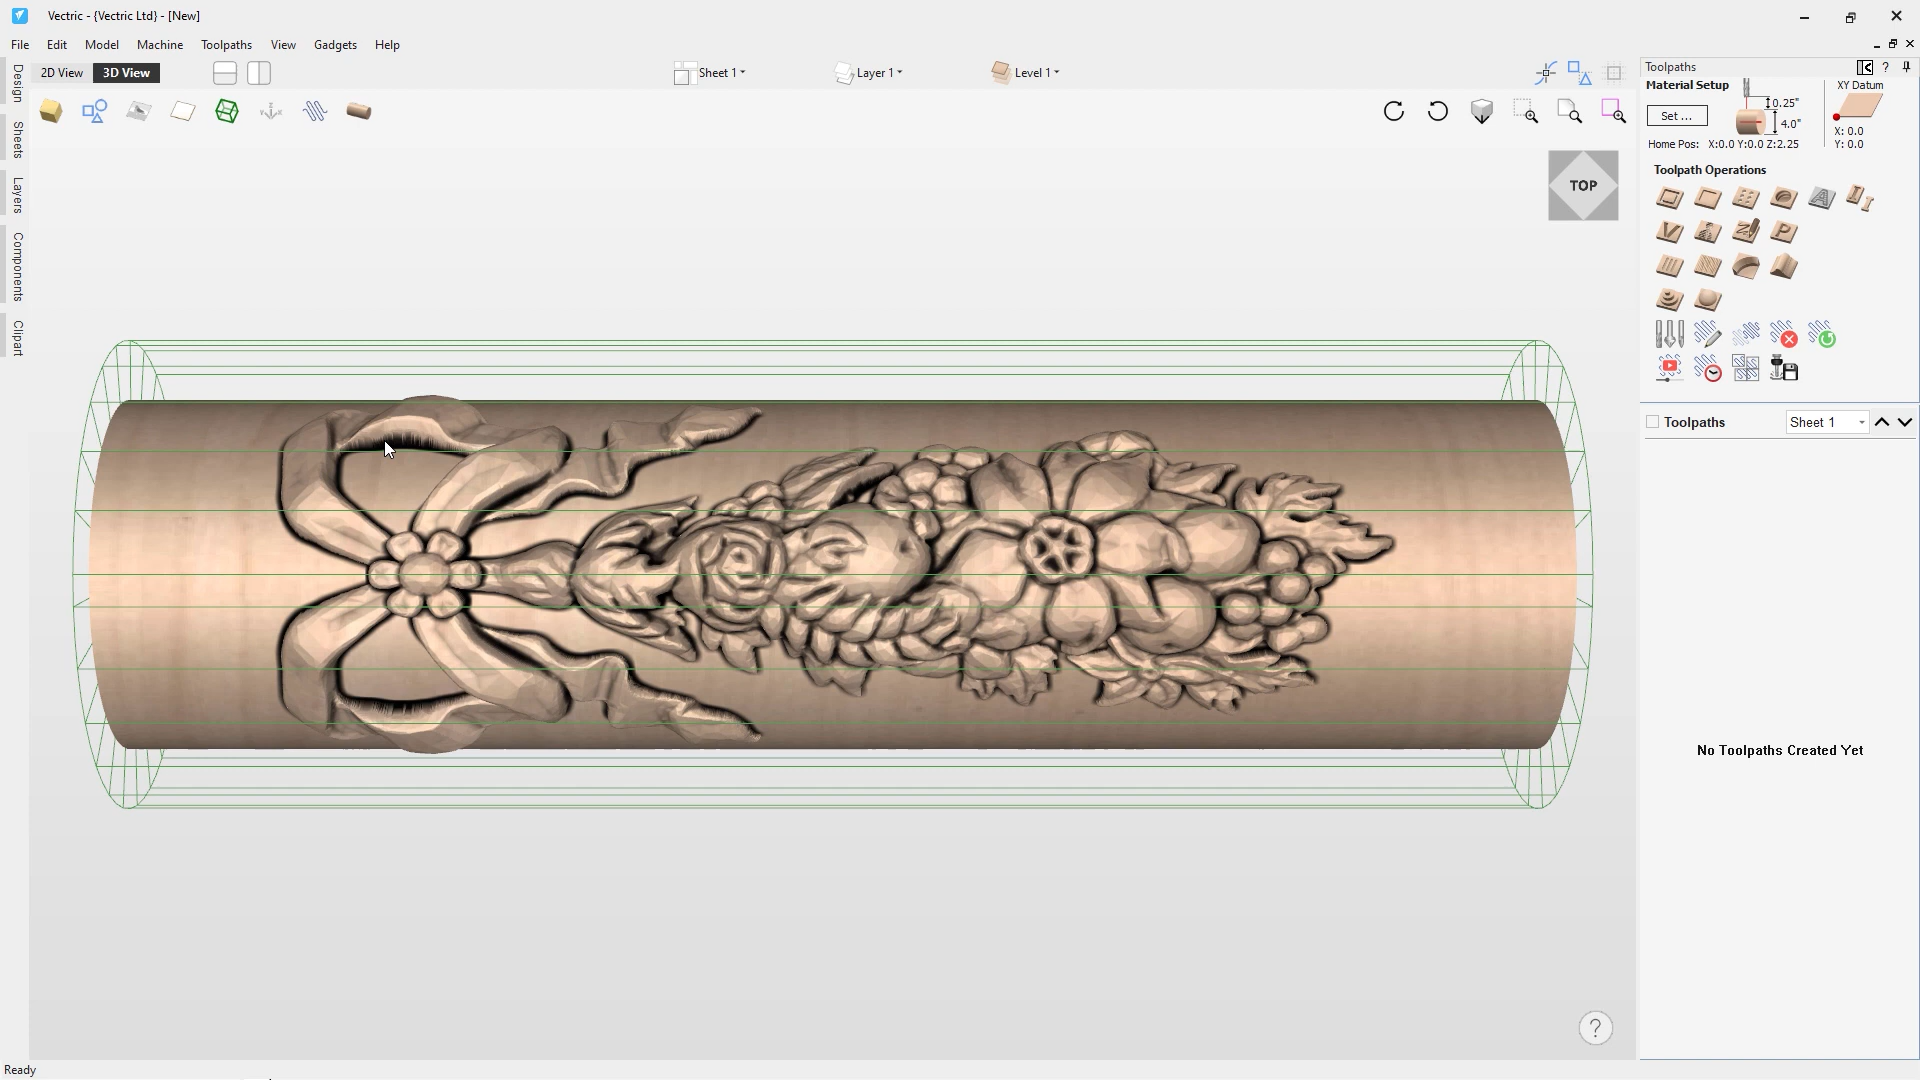 Vectric - {Vectric Ltd} - [New]
File Edit Model Machine Toolpaths View Gadgets Help
2D View 3D View Sheet 1 Layer 1 Level 1
Design
Sheets
Layers
Components
Clipart
TOP
?
Toolpaths ?
Material Setup XY Datum
0.25"
Set ... 4.0"
X: 0.0
Home Pos: X:0.0 Y:0.0 Z:2.25 Y: 0.0
Toolpath Operations
Toolpaths Sheet 1
No Toolpaths Created Yet
Ready